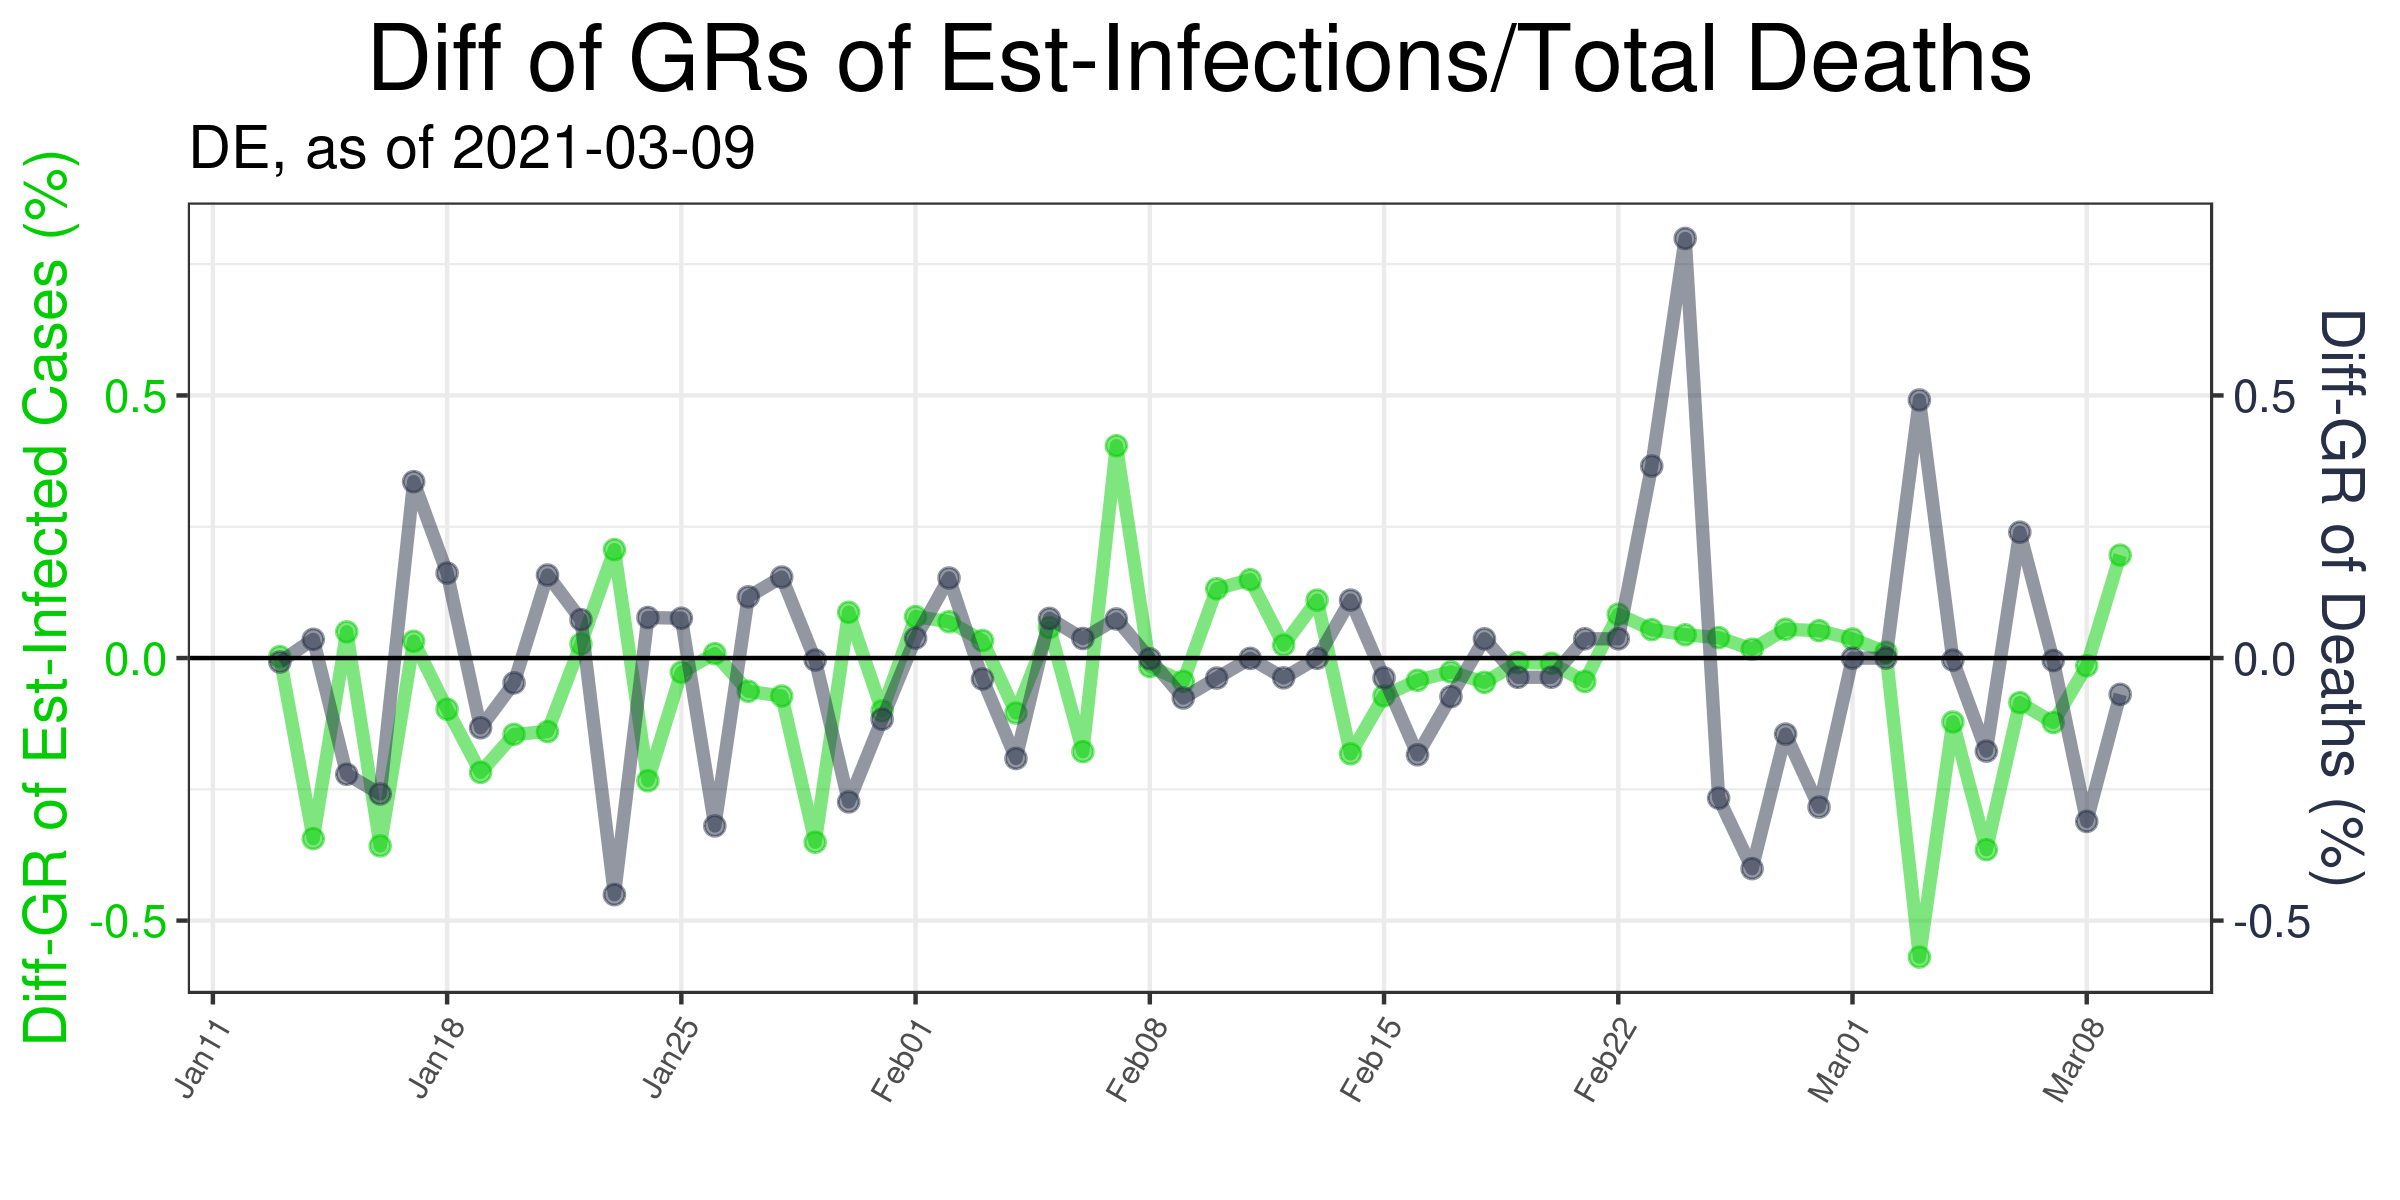 Diff of GRs of Est-Infections/Total Deaths
DE, as of 2021-03-09
Diff-GR of Est-Infected Cases (%)
0.5
0.0
-0.5
0.5
0.0
-0.5
Diff-GR of Deaths (%)
Jan11
Jan18
Jan25
Feb01
Feb08
Feb15
Feb22
Mar01
Mar08